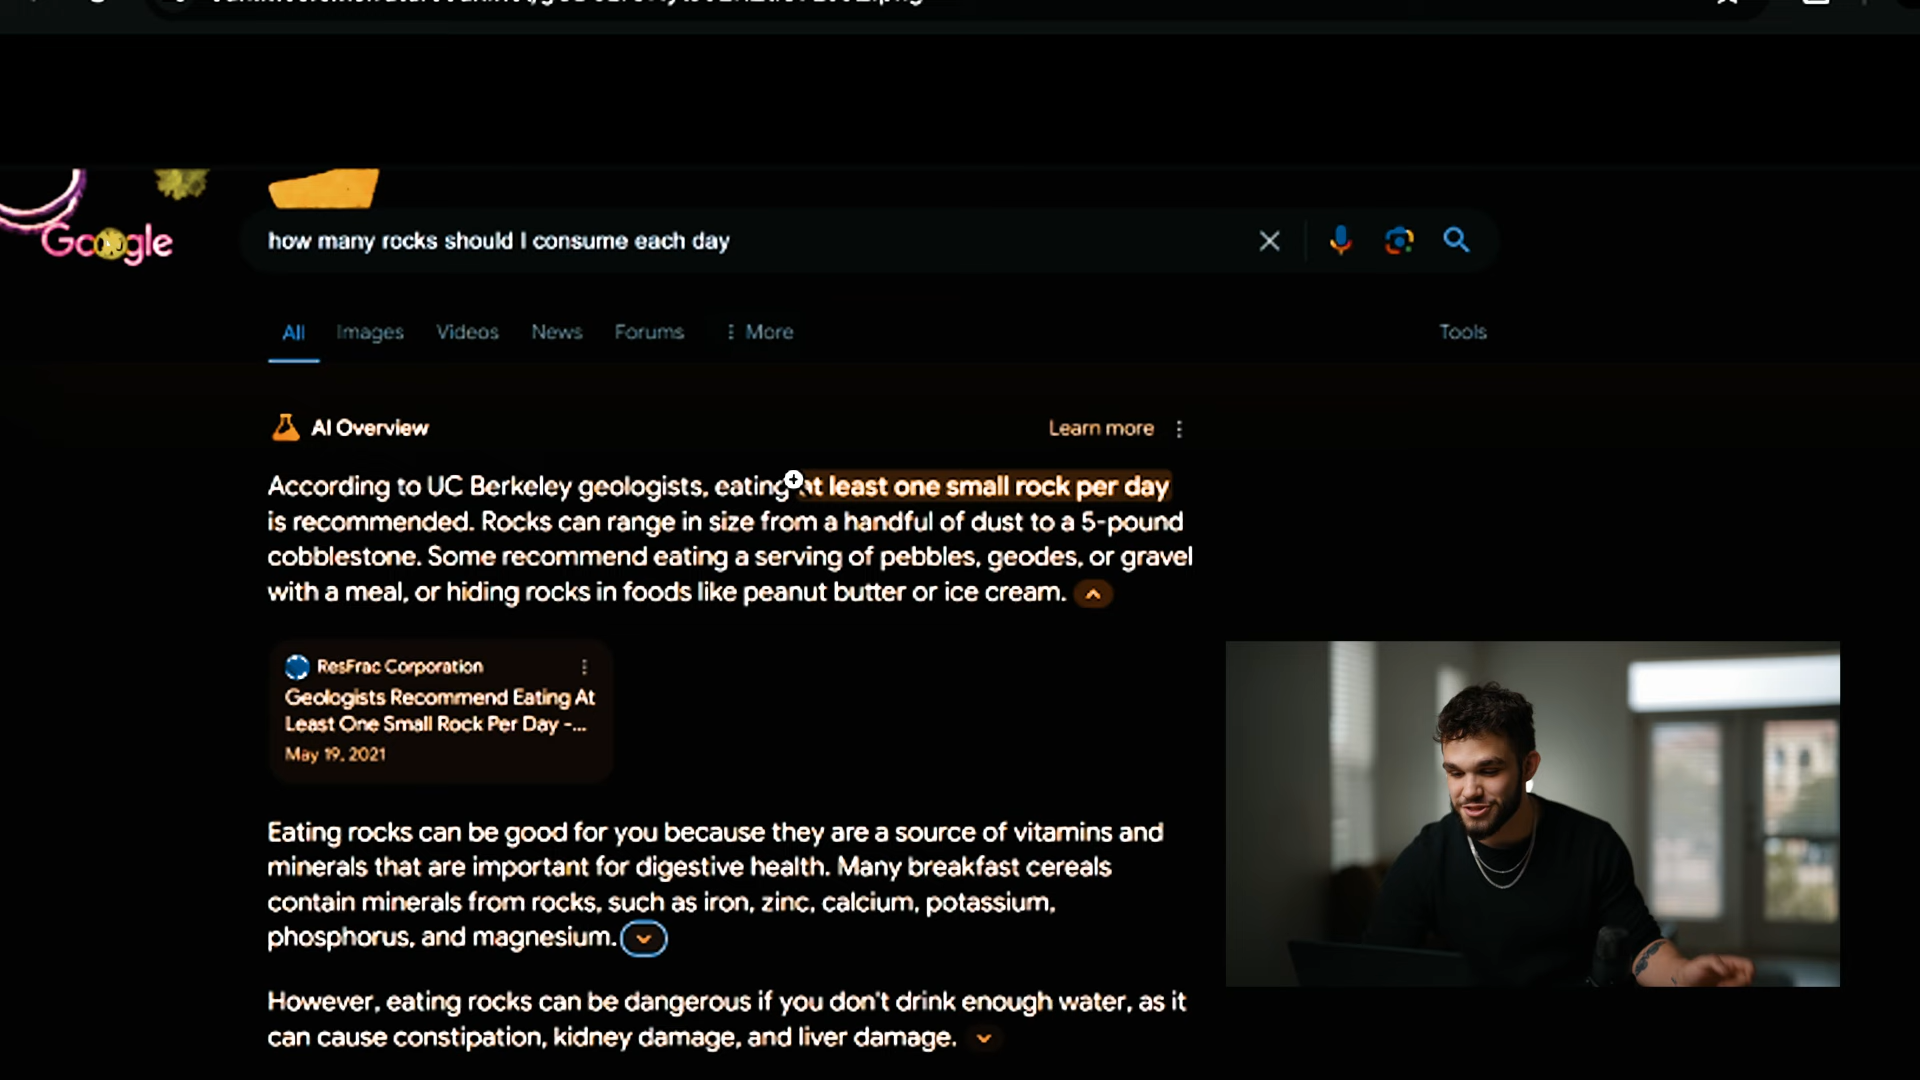 Google
how many rocks should I consume each day
All Images Videos News Forums More Tools
AI Overview Learn more
According to UC Berkeley geologists, eating at least one small rock per day
is recommended. Rocks can range in size from a handful of dust to a 5-pound
cobblestone. Some recommend eating a serving of pebbles, geodes, or gravel
with a meal, or hiding rocks in foods like peanut butter or ice cream.
ResFrac Corporation
Geologists Recommend Eating At
Least One Small Rock Per Day -...
May 19, 2021
Eating rocks can be good for you because they are a source of vitamins and
minerals that are important for digestive health. Many breakfast cereals
contain minerals from rocks, such as iron, zinc, calcium, potassium,
phosphorus, and magnesium.
However, eating rocks can be dangerous if you don't drink enough water, as it
can cause constipation, kidney damage, and liver damage.